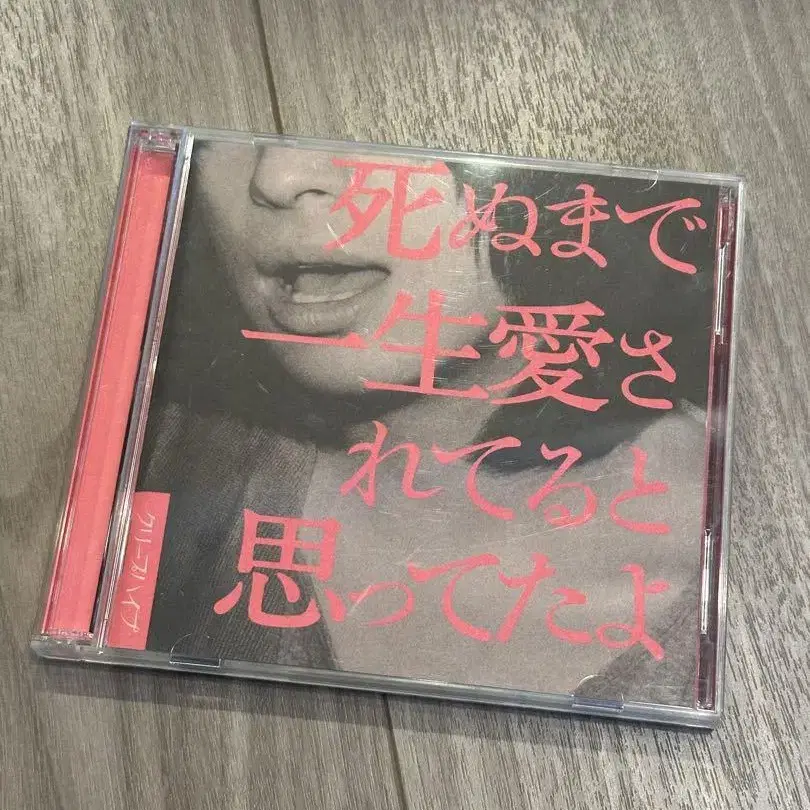 死ぬまで
一生愛さ
れてると
思ってたよ
クリープハイプ